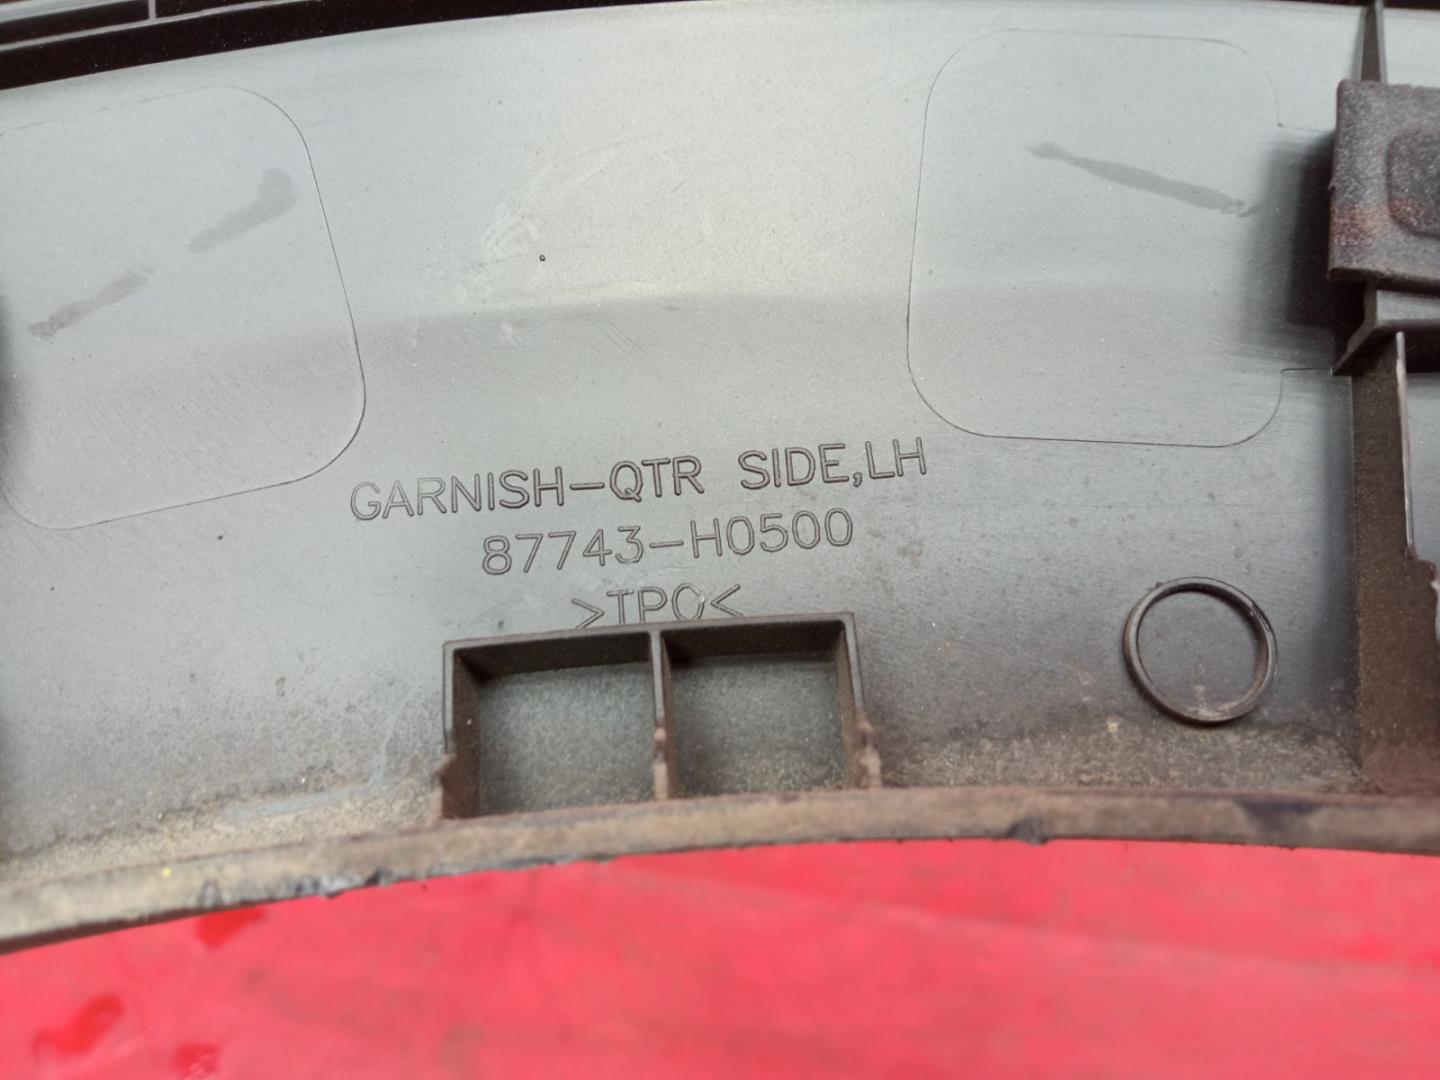 GARNISH-QTR SIDE,LH
87743-H0500
>TPO<